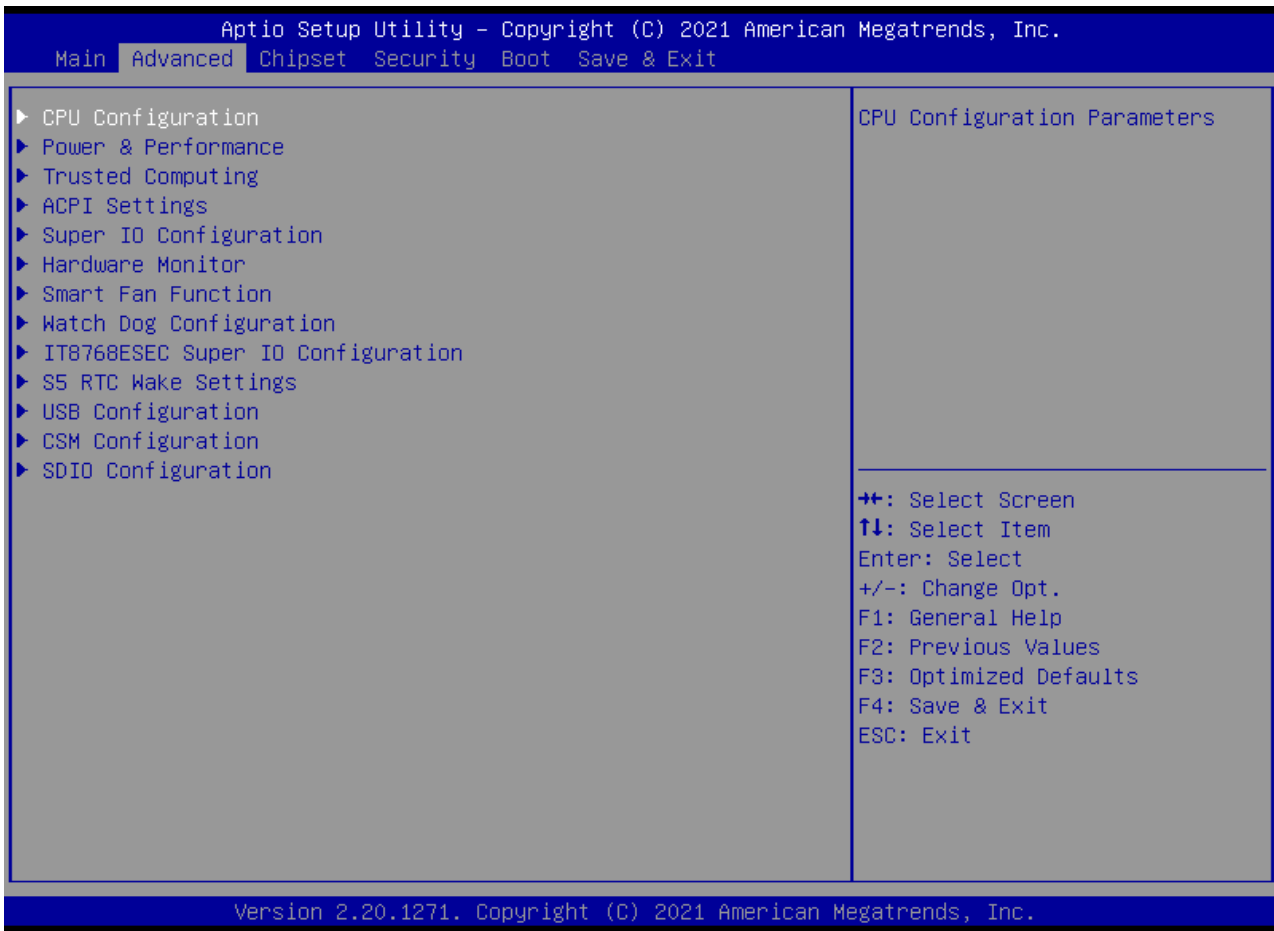 Aptio Setup Utility – Copyright (C) 2021 American Megatrends, Inc.
Main Advanced Chipset Security Boot Save & Exit
▶ CPU Configuration
▶ Power & Performance
▶ Trusted Computing
▶ ACPI Settings
▶ Super IO Configuration
▶ Hardware Monitor
▶ Smart Fan Function
▶ Watch Dog Configuration
▶ IT8768ESEC Super IO Configuration
▶ S5 RTC Wake Settings
▶ USB Configuration
▶ CSM Configuration
▶ SDIO Configuration
CPU Configuration Parameters
→←: Select Screen
↑↓: Select Item
Enter: Select
+/-: Change Opt.
F1: General Help
F2: Previous Values
F3: Optimized Defaults
F4: Save & Exit
ESC: Exit
Version 2.20.1271. Copyright (C) 2021 American Megatrends, Inc.